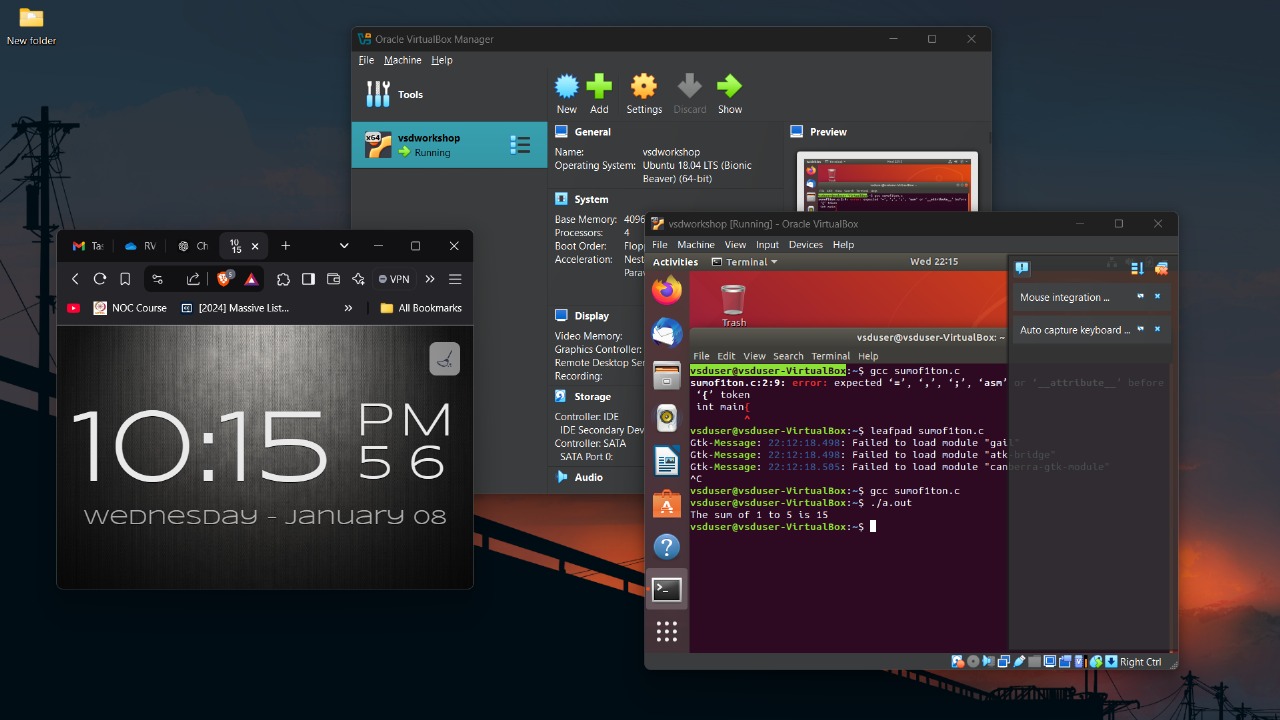 New folder
Oracle VirtualBox Manager
File Machine Help
Tools
New Add Settings Discard Show
vsdworkshop
Running
General
Name: vsdworkshop
Operating System: Ubuntu 18.04 LTS (Bionic
Beaver) (64-bit)
System
Base Memory: 4096
Processors: 4
Boot Order: Flopp
Acceleration: Nest
Parav
Display
Video Memory:
Graphics Controller:
Remote Desktop Ser
Recording:
Storage
Controller: IDE
IDE Secondary Dev
Controller: SATA
SATA Port 0:
Audio
Preview
Ta RV Ch 10 15
VPN
NOC Course [2024] Massive List... All Bookmarks
10:15 PM
56
Wednesday - January 08
vsdworkshop [Running] - Oracle VirtualBox
File Machine View Input Devices Help
Activities Terminal Wed 22:15
Trash
vsduser@vsduser-VirtualBox: ~
File Edit View Search Terminal Help
vsduser@vsduser-VirtualBox:~$ gcc sumof1ton.c
sumof1ton.c:2:9: error: expected ‘=’, ‘,’, ‘;’, ‘asm’ or ‘__attribute__’ before
‘{’ token
int main{
^
vsduser@vsduser-VirtualBox:~$ leafpad sumof1ton.c
Gtk-Message: 22:12:18.498: Failed to load module "gail"
Gtk-Message: 22:12:18.498: Failed to load module "atk-bridge"
Gtk-Message: 22:12:18.505: Failed to load module "canberra-gtk-module"
^C
vsduser@vsduser-VirtualBox:~$ gcc sumof1ton.c
vsduser@vsduser-VirtualBox:~$ ./a.out
The sum of 1 to 5 is 15
vsduser@vsduser-VirtualBox:~$
Mouse integration ...
Auto capture keyboard ...
Right Ctrl